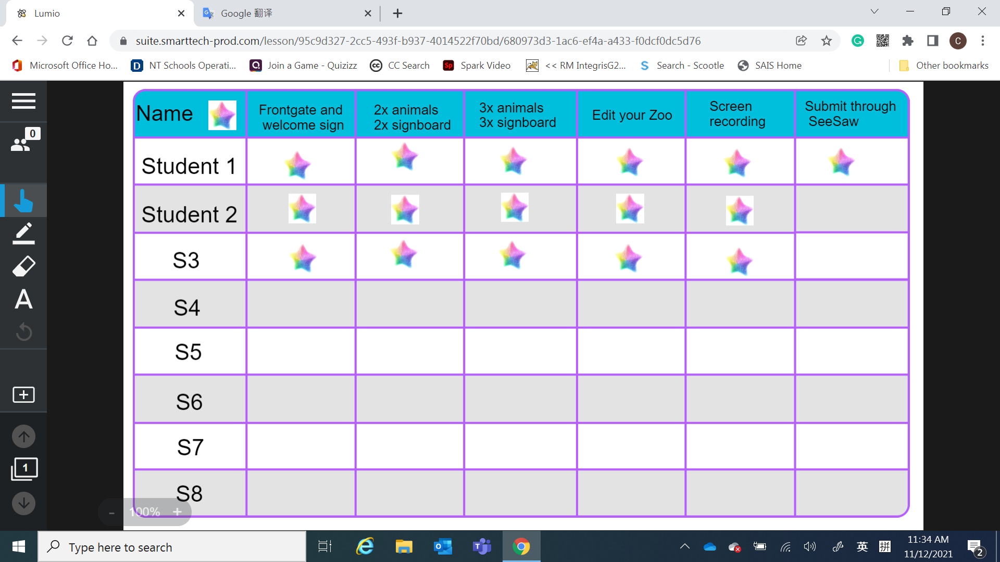 Lumio
Google 翻译
suite.smarttech-prod.com/lesson/95c9d327-2cc5-493f-b937-4014522f70bd/680973d3-1ac6-ef4a-a433-f0dcf0dc5d76
C
Microsoft Office Ho...
NT Schools Operati...
Join a Game - Quizizz
CC Search
Spark Video
<< RM IntegrisG2...
Search - Scootle
SAIS Home
Other bookmarks
0
Name
Frontgate and
welcome sign
2x animals
2x signboard
3x animals
3x signboard
Edit your Zoo
Screen
recording
Submit through
SeeSaw
Student 1
Student 2
S3
S4
S5
S6
S7
S8
A
1
- 100% +
Type here to search
英
拼
11:34 AM
11/12/2021
2